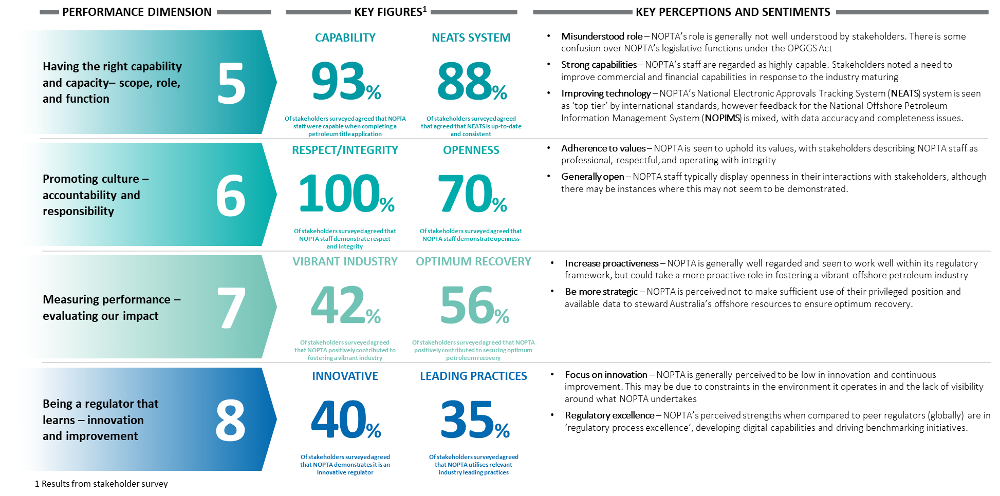 PERFORMANCE DIMENSION
KEY FIGURES1
KEY PERCEPTIONS AND SENTIMENTS
Having the right capability
and capacity– scope, role,
and function
5
CAPABILITY
93%
Of stakeholders surveyed agreed that NOPTA
staff were capable when completing a
petroleum title application
NEATS SYSTEM
88%
Of stakeholders surveyed agreed
that agreed that NEATS is up-to-date
and consistent
• Misunderstood role – NOPTA’s role is generally not well understood by stakeholders. There is some
confusion over NOPTA’s legislative functions under the OPGGS Act
• Strong capabilities – NOPTA’s staff are regarded as highly capable. Stakeholders noted a need to
improve commercial and financial capabilities in response to the industry maturing
• Improving technology – NOPTA’s National Electronic Approvals Tracking System (NEATS) system is seen
as ‘top tier’ by international standards, however feedback for the National Offshore Petroleum
Information Management System (NOPIMS) is mixed, with data accuracy and completeness issues.
Promoting culture –
accountability and
responsibility
6
RESPECT/INTEGRITY
100%
Of stakeholders surveyed agreed that
NOPTA staff demonstrate respect
and integrity
OPENNESS
70%
Of stakeholders surveyed agreed that
NOPTA staff demonstrate openness
• Adherence to values – NOPTA is seen to uphold its values, with stakeholders describing NOPTA staff as
professional, respectful, and operating with integrity
• Generally open – NOPTA staff typically display openness in their interactions with stakeholders, although
there may be instances where this may not seem to be demonstrated.
Measuring performance –
evaluating our impact
7
VIBRANT INDUSTRY
42%
Of stakeholders surveyed agreed
that NOPTA positively contributed to
fostering a vibrant industry
OPTIMUM RECOVERY
56%
Of stakeholders surveyed agreed that NOPTA
positively contributed to securing optimum
petroleum recovery
• Increase proactiveness – NOPTA is generally well regarded and seen to work well within its regulatory
framework, but could take a more proactive role in fostering a vibrant offshore petroleum industry
• Be more strategic – NOPTA is perceived not to make sufficient use of their privileged position and
available data to steward Australia’s offshore resources to ensure optimum recovery.
Being a regulator that
learns – innovation
and improvement
8
INNOVATIVE
40%
Of stakeholders surveyed agreed
that NOPTA demonstrates it is an
innovative regulator
LEADING PRACTICES
35%
Of stakeholders surveyed agreed
that NOPTA utilises relevant
industry leading practices
• Focus on innovation – NOPTA is generally perceived to be low in innovation and continuous
improvement. This may be due to constraints in the environment it operates in and the lack of visibility
around what NOPTA undertakes
• Regulatory excellence – NOPTA’s perceived strengths when compared to peer regulators (globally) are in
‘regulatory process excellence’, developing digital capabilities and driving benchmarking initiatives.
1 Results from stakeholder survey